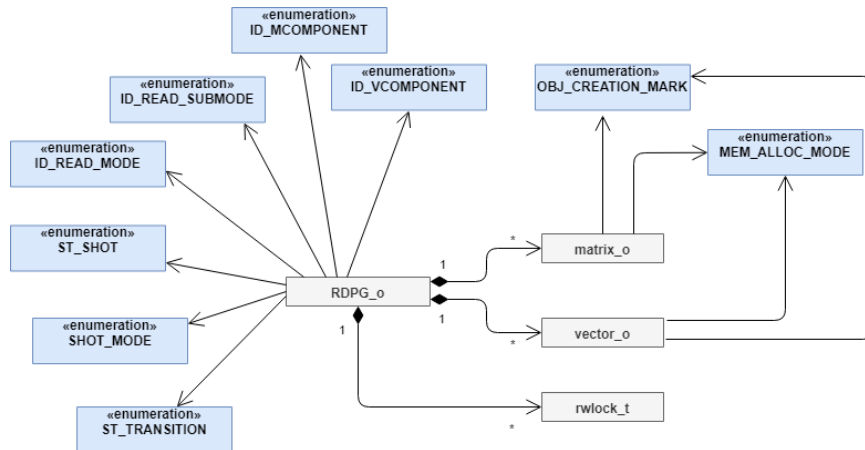 «enumeration»
ID_MCOMPONENT
«enumeration»
ID_READ_SUBMODE
«enumeration»
ID_VCOMPONENT
«enumeration»
OBJ_CREATION_MARK
«enumeration»
ID_READ_MODE
«enumeration»
MEM_ALLOC_MODE
«enumeration»
ST_SHOT
*
matrix_o
1
RDPG_o
1
1
«enumeration»
SHOT_MODE
*
vector_o
«enumeration»
ST_TRANSITION
*
rwlock_t